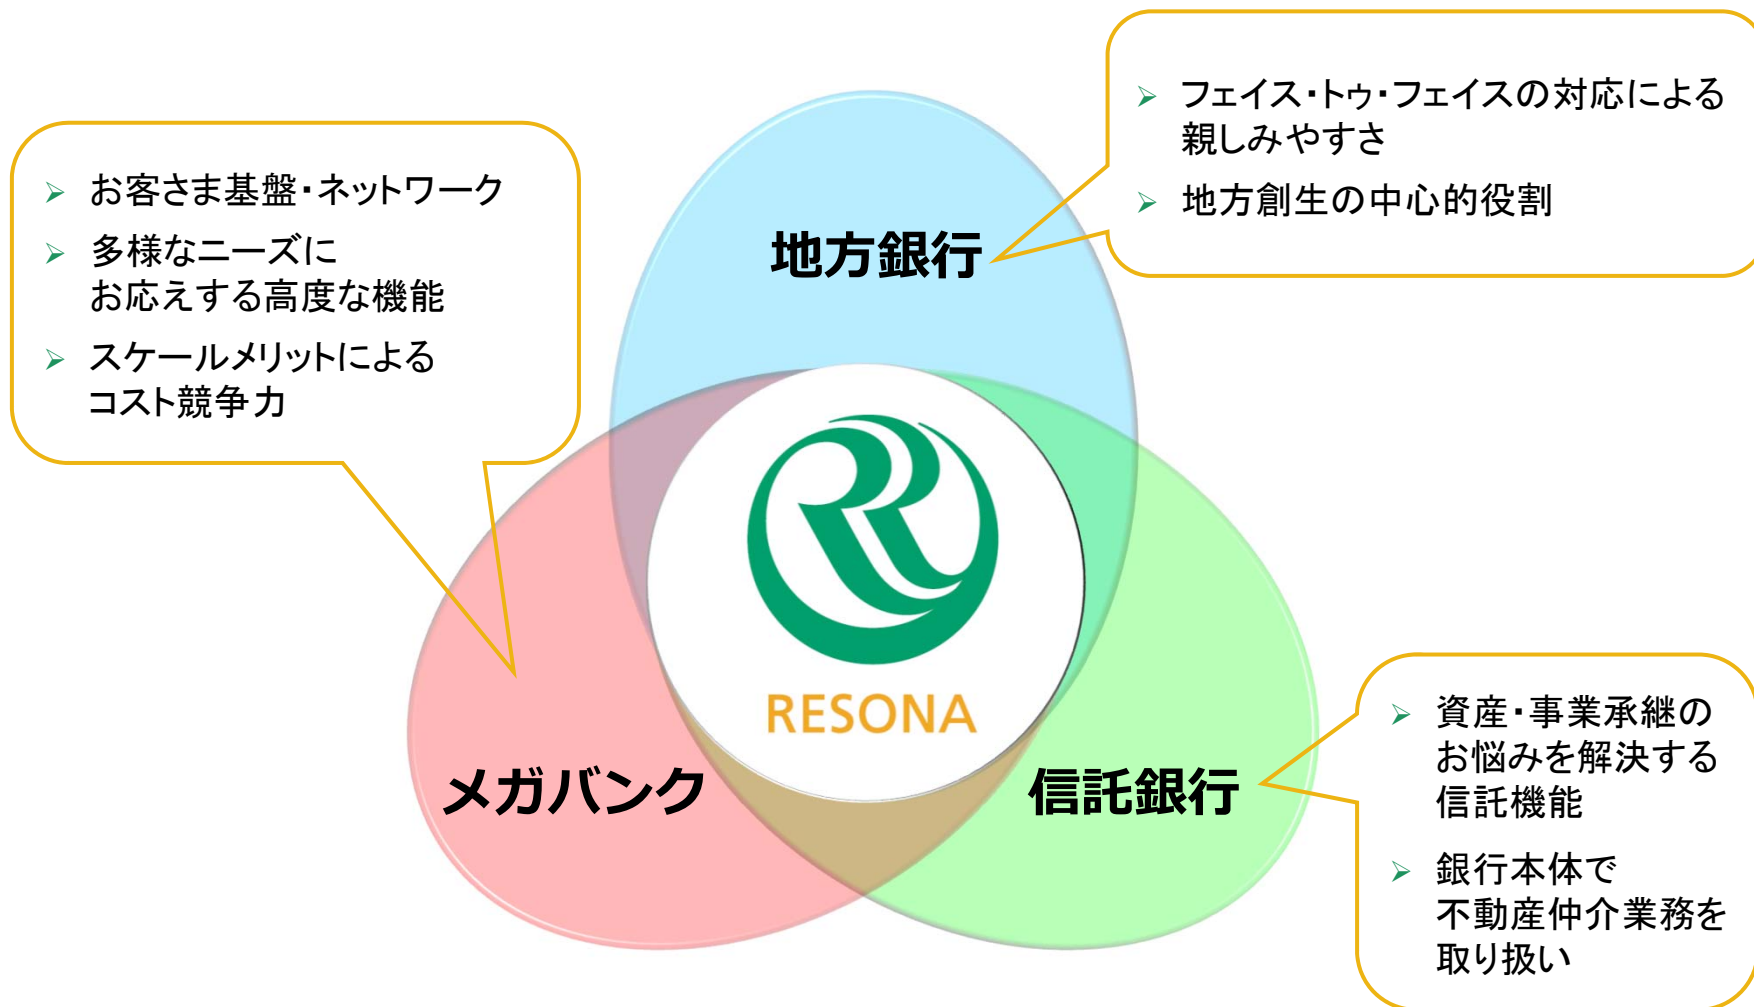 フェイス・トゥ・フェイスの対応による
親しみやすさ
地方創生の中心的役割
お客さま基盤・ネットワーク
多様なニーズに
お応えする高度な機能
スケールメリットによる
コスト競争力
地方銀行
RESONA
メガバンク
信託銀行
資産・事業承継の
お悩みを解決する
信託機能
銀行本体で
不動産仲介業務を
取り扱い